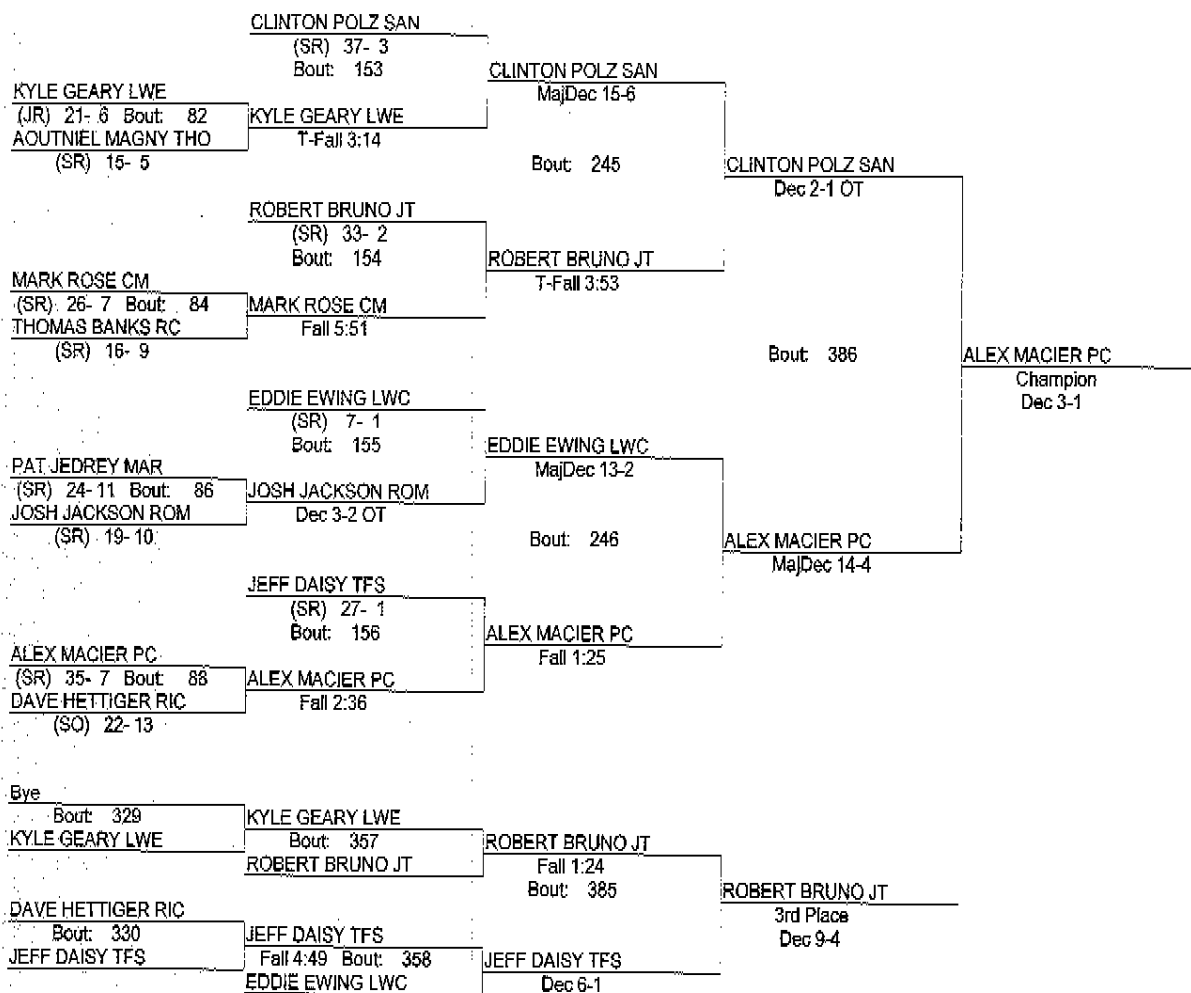 CLINTON POLZ SAN
(SR) 37- 3
Bout: 153
CLINTON POLZ SAN
MajDec 15-6
KYLE GEARY LWE
(JR) 21- 6 Bout: 82
KYLE GEARY LWE
T-Fall 3:14
AOUTNIEL MAGNY THO
(SR) 15- 5
Bout: 245
CLINTON POLZ SAN
Dec 2-1 OT
ROBERT BRUNO JT
(SR) 33- 2
Bout: 154
ROBERT BRUNO JT
T-Fall 3:53
MARK ROSE CM
(SR) 26- 7 Bout: 84
MARK ROSE CM
Fall 5:51
THOMAS BANKS RC
(SR) 16- 9
Bout: 386
ALEX MACIER PC
Champion
Dec 3-1
EDDIE EWING LWC
(SR) 7- 1
Bout: 155
EDDIE EWING LWC
MajDec 13-2
PAT JEDREY MAR
(SR) 24- 11 Bout: 86
JOSH JACKSON ROM
Dec 3-2 OT
JOSH JACKSON ROM
(SR) 19- 10
Bout: 246
ALEX MACIER PC
MajDec 14-4
JEFF DAISY TFS
(SR) 27- 1
Bout: 156
ALEX MACIER PC
Fall 1:25
ALEX MACIER PC
(SR) 35- 7 Bout: 88
ALEX MACIER PC
Fall 2:36
DAVE HETTIGER RIC
(SO) 22- 13
Bye
Bout: 329
KYLE GEARY LWE
KYLE GEARY LWE
Bout: 357
ROBERT BRUNO JT
ROBERT BRUNO JT
Fall 1:24
Bout: 385
ROBERT BRUNO JT
3rd Place
Dec 9-4
DAVE HETTIGER RIC
Bout: 330
JEFF DAISY TFS
JEFF DAISY TFS
Fall 4:49 Bout: 358
EDDIE EWING LWC
JEFF DAISY TFS
Dec 6-1